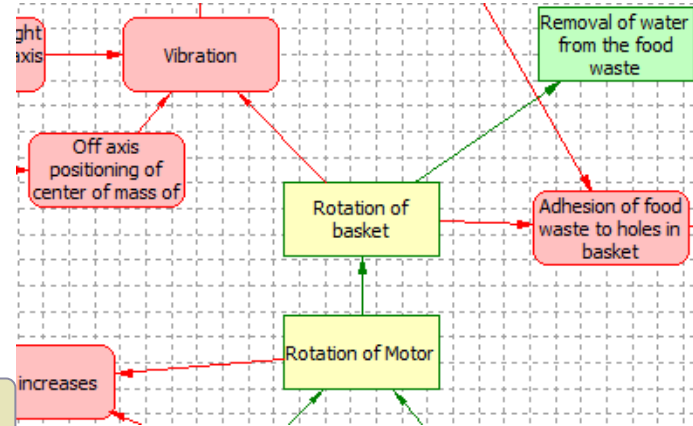 ght
axis
Vibration
Removal of water
from the food
waste
Off axis
positioning of
center of mass of
Rotation of
basket
Adhesion of food
waste to holes in
basket
Rotation of Motor
increases